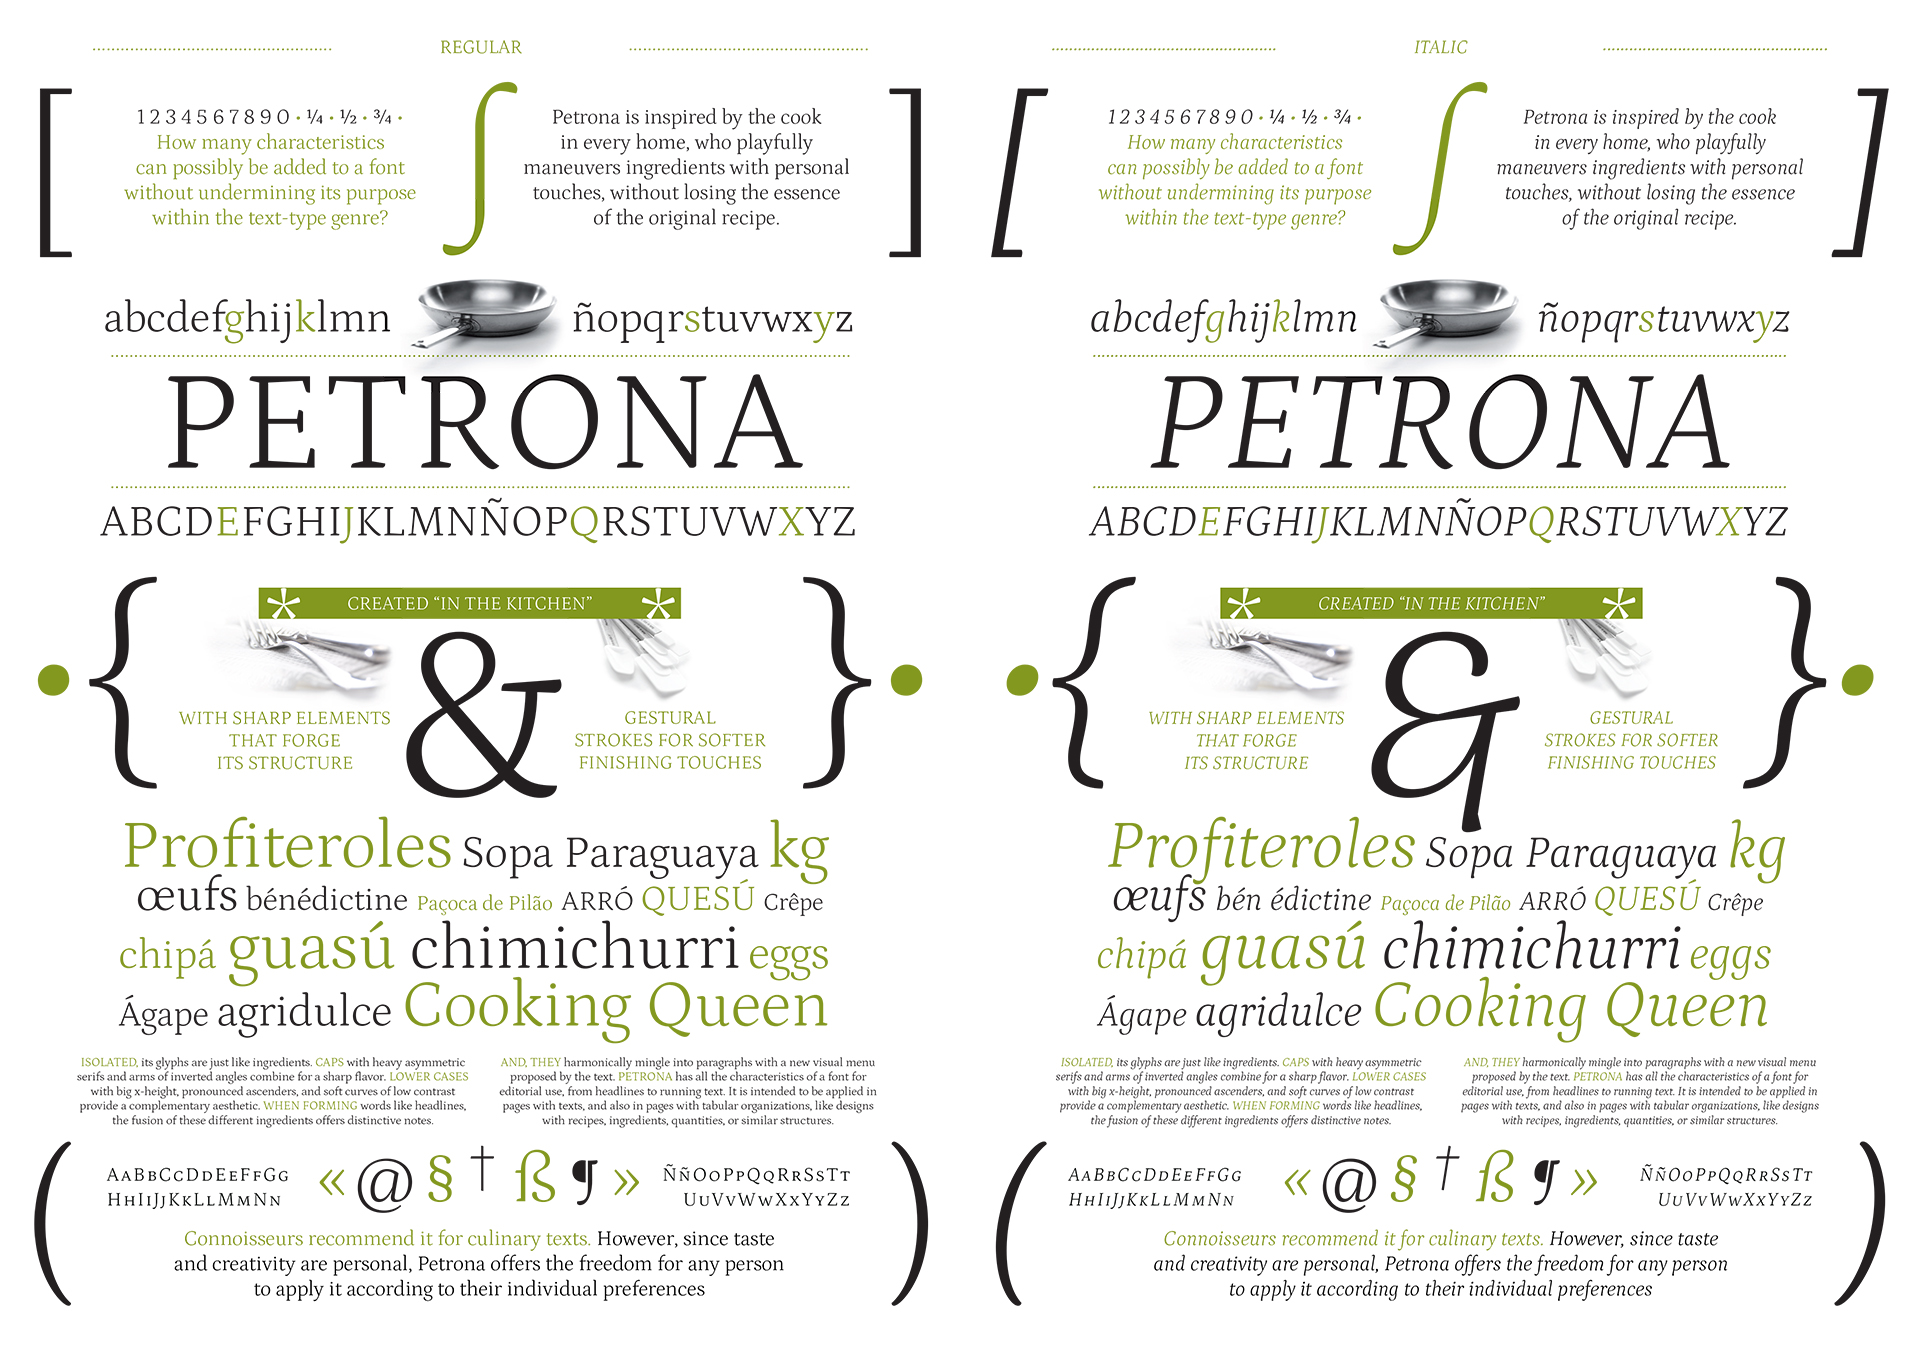 REGULAR
1 2 3 4 5 6 7 8 9 0 · ¼ · ½ · ¾ ·
How many characteristics
can possibly be added to a font
without undermining its purpose
within the text-type genre?
∫
Petrona is inspired by the cook
in every home, who playfully
maneuvers ingredients with personal
touches, without losing the essence
of the original recipe.
abcdefghijklmn
ñopqrstuvwxyz
PETRONA
ABCDEFGHIJKLMNÑOPQRSTUVWXYZ
* CREATED “IN THE KITCHEN” *
WITH SHARP ELEMENTS
THAT FORGE
ITS STRUCTURE
&
GESTURAL
STROKES FOR SOFTER
FINISHING TOUCHES
Profiteroles Sopa Paraguaya kg
œufs bénédictine Paçoca de Pilão ARRÓ QUESÚ Crêpe
chipá guasú chimichurri eggs
Ágape agridulce Cooking Queen
ISOLATED, its glyphs are just like ingredients. CAPS with heavy asymmetric
serifs and arms of inverted angles combine for a sharp flavor. LOWER CASES
with big x-height, pronounced ascenders, and soft curves of low contrast
provide a complementary aesthetic. WHEN FORMING words like headlines,
the fusion of these different ingredients offers distinctive notes.
AND, THEY harmonically mingle into paragraphs with a new visual menu
proposed by the text. PETRONA has all the characteristics of a font for
editorial use, from headlines to running text. It is intended to be applied in
pages with texts, and also in pages with tabular organizations, like designs
with recipes, ingredients, quantities, or similar structures.
AaBbCcDdEeFfGg
HhIiJjKkLlMmNn
« @ § † ß ¶ »
ÑñOoPpQqRrSsTt
UuVvWwXxYyZz
Connoisseurs recommend it for culinary texts. However, since taste
and creativity are personal, Petrona offers the freedom for any person
to apply it according to their individual preferences
ITALIC
1 2 3 4 5 6 7 8 9 0 · ¼ · ½ · ¾ ·
How many characteristics
can possibly be added to a font
without undermining its purpose
within the text-type genre?
∫
Petrona is inspired by the cook
in every home, who playfully
maneuvers ingredients with personal
touches, without losing the essence
of the original recipe.
abcdefghijklmn
ñopqrstuvwxyz
PETRONA
ABCDEFGHIJKLMNÑOPQRSTUVWXYZ
* CREATED “IN THE KITCHEN” *
WITH SHARP ELEMENTS
THAT FORGE
ITS STRUCTURE
&
GESTURAL
STROKES FOR SOFTER
FINISHING TOUCHES
Profiteroles Sopa Paraguaya kg
œufs bén édictine Paçoca de Pilão ARRÓ QUESÚ Crêpe
chipá guasú chimichurri eggs
Ágape agridulce Cooking Queen
ISOLATED, its glyphs are just like ingredients. CAPS with heavy asymmetric
serifs and arms of inverted angles combine for a sharp flavor. LOWER CASES
with big x-height, pronounced ascenders, and soft curves of low contrast
provide a complementary aesthetic. WHEN FORMING words like headlines,
the fusion of these different ingredients offers distinctive notes.
AND, THEY harmonically mingle into paragraphs with a new visual menu
proposed by the text. PETRONA has all the characteristics of a font for
editorial use, from headlines to running text. It is intended to be applied in
pages with texts, and also in pages with tabular organizations, like designs
with recipes, ingredients, quantities, or similar structures.
AaBbCcDdEeFfGg
HhIiJjKkLlMmNn
« @ § † ß ¶ »
ÑñOoPpQqRrSsTt
UuVvWwXxYyZz
Connoisseurs recommend it for culinary texts. However, since taste
and creativity are personal, Petrona offers the freedom for any person
to apply it according to their individual preferences